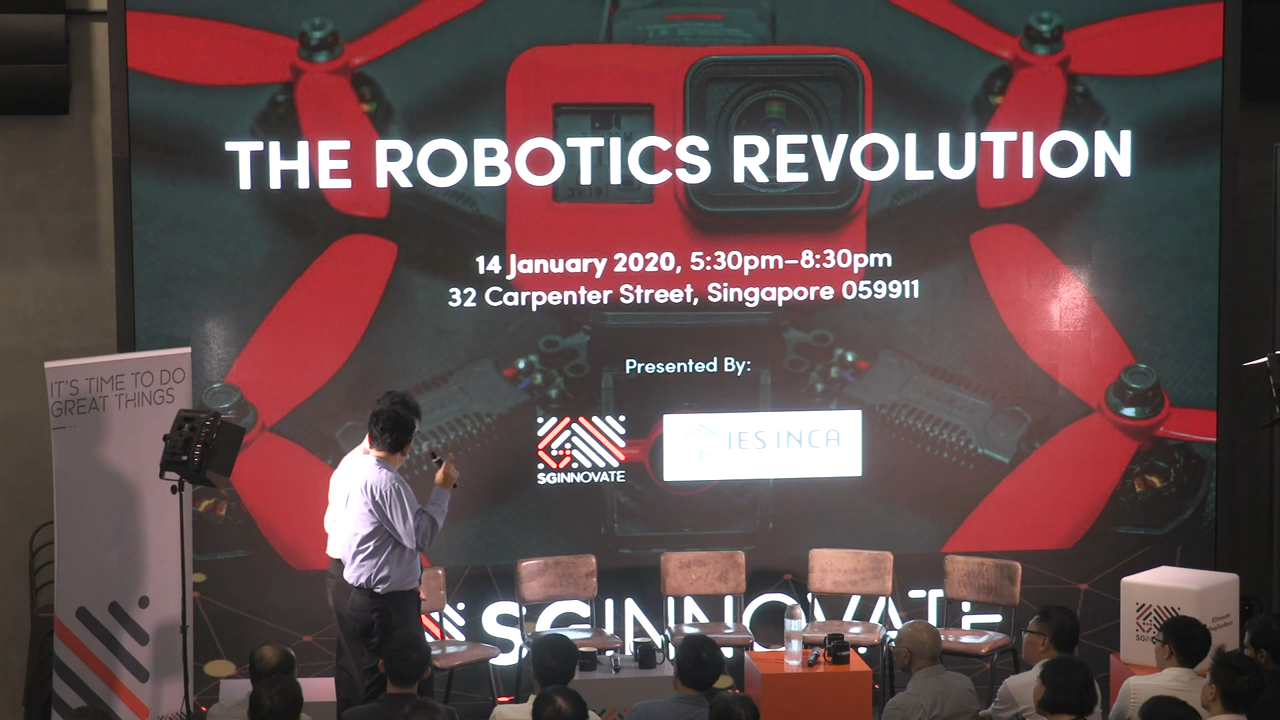 THE ROBOTICS REVOLUTION
14 January 2020, 5:30pm–8:30pm
32 Carpenter Street, Singapore 059911
Presented By:
SGINNOVATE
IES INCA
IT'S TIME TO DO
GREAT THINGS
SGINNOVATE